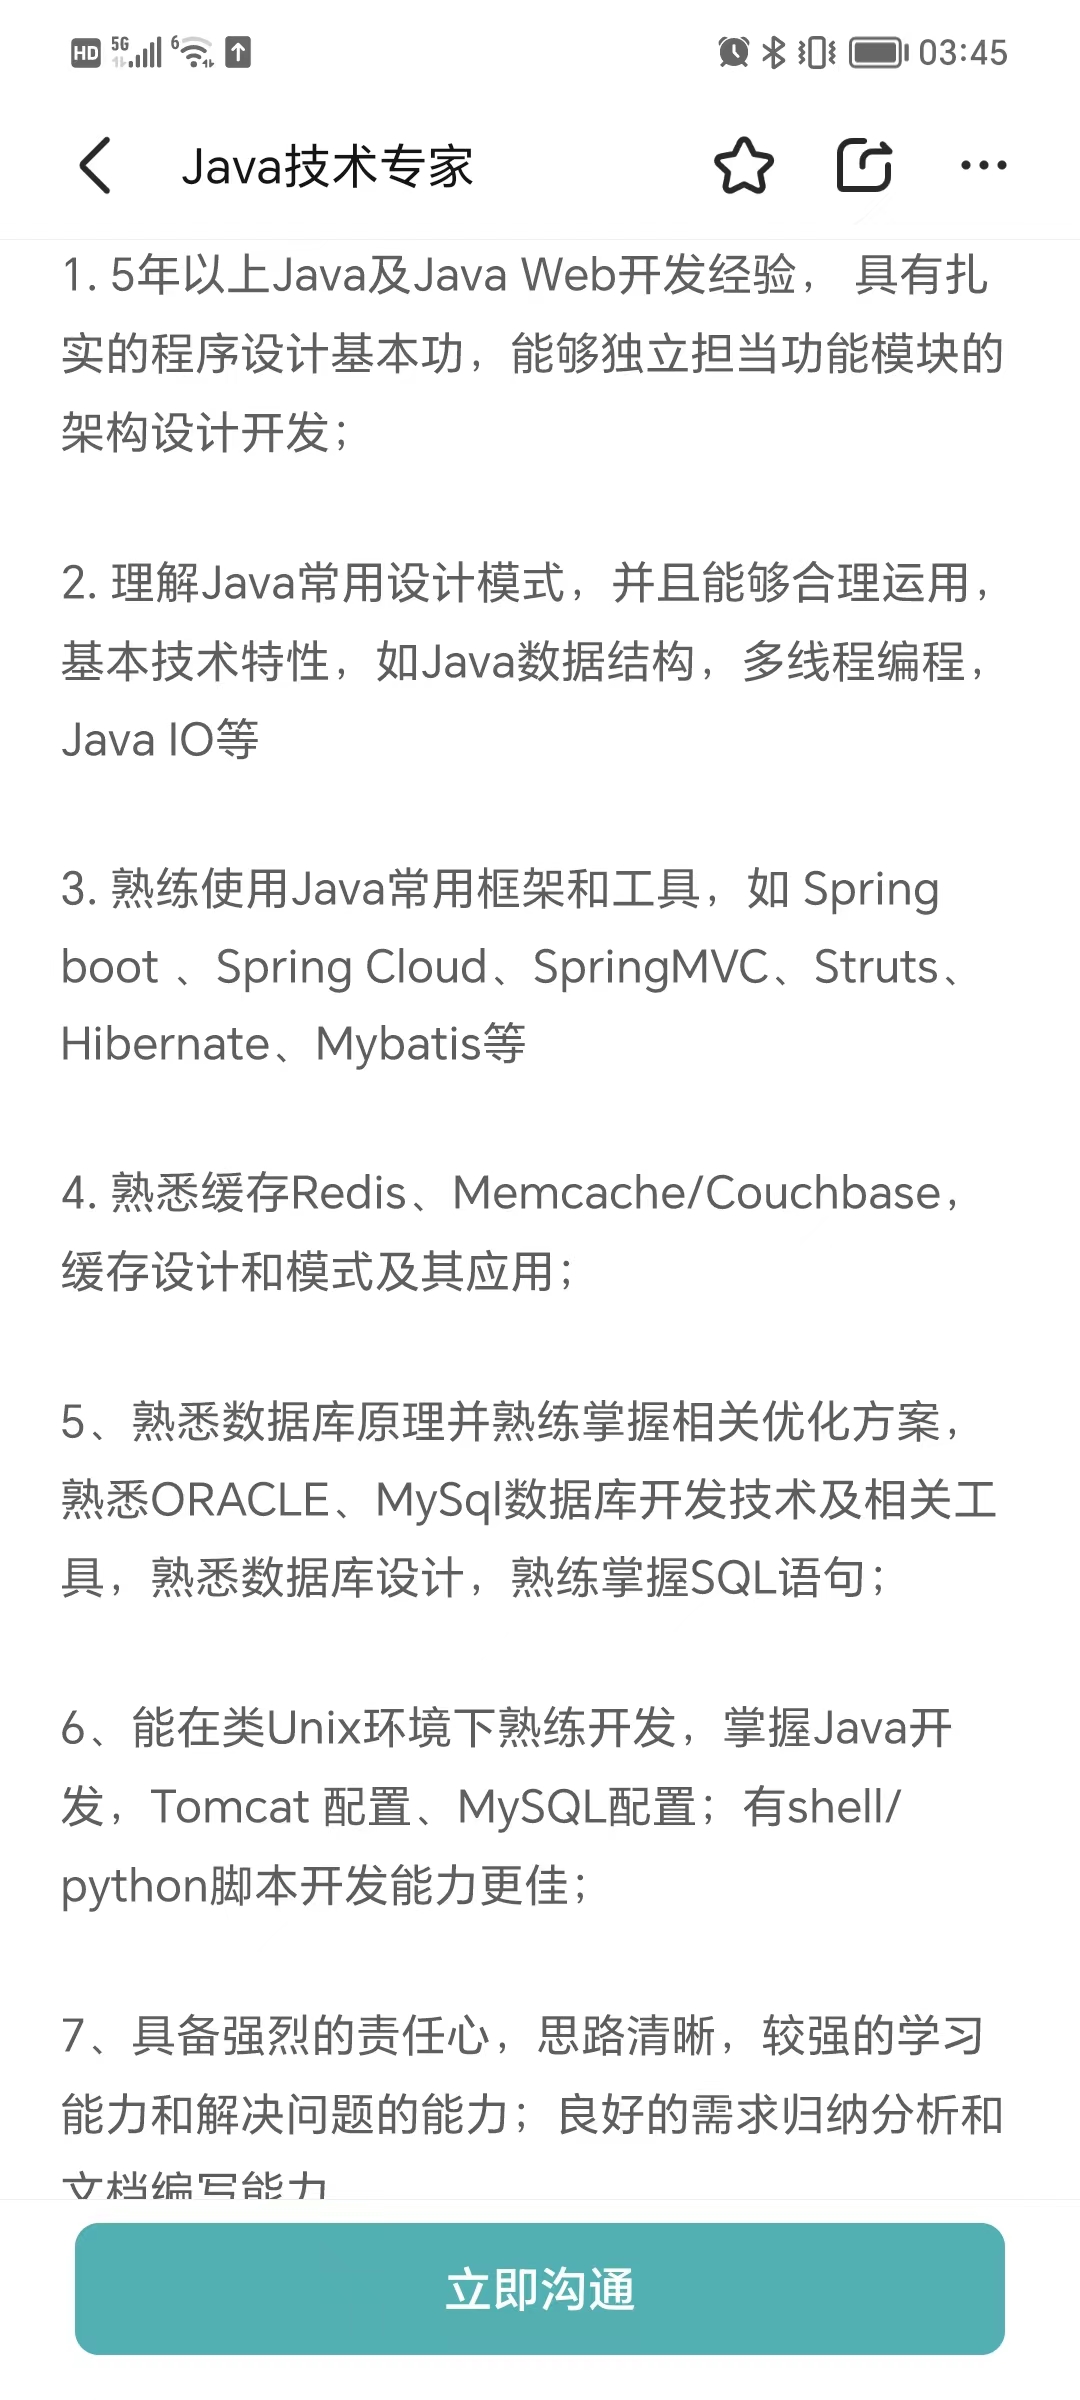 HD 5G 6 03:45
Java技术专家
1. 5年以上Java及Java Web开发经验， 具有扎
实的程序设计基本功，能够独立担当功能模块的
架构设计开发；
2. 理解Java常用设计模式，并且能够合理运用，
基本技术特性，如Java数据结构，多线程编程，
Java IO等
3. 熟练使用Java常用框架和工具，如 Spring
boot 、Spring Cloud、SpringMVC、Struts、
Hibernate、Mybatis等
4. 熟悉缓存Redis、Memcache/Couchbase，
缓存设计和模式及其应用；
5、熟悉数据库原理并熟练掌握相关优化方案，
熟悉ORACLE、MySql数据库开发技术及相关工
具，熟悉数据库设计，熟练掌握SQL语句；
6、能在类Unix环境下熟练开发，掌握Java开
发，Tomcat 配置、MySQL配置；有shell/
python脚本开发能力更佳；
7、具备强烈的责任心，思路清晰，较强的学习
能力和解决问题的能力；良好的需求归纳分析和
文档编写能力
立即沟通